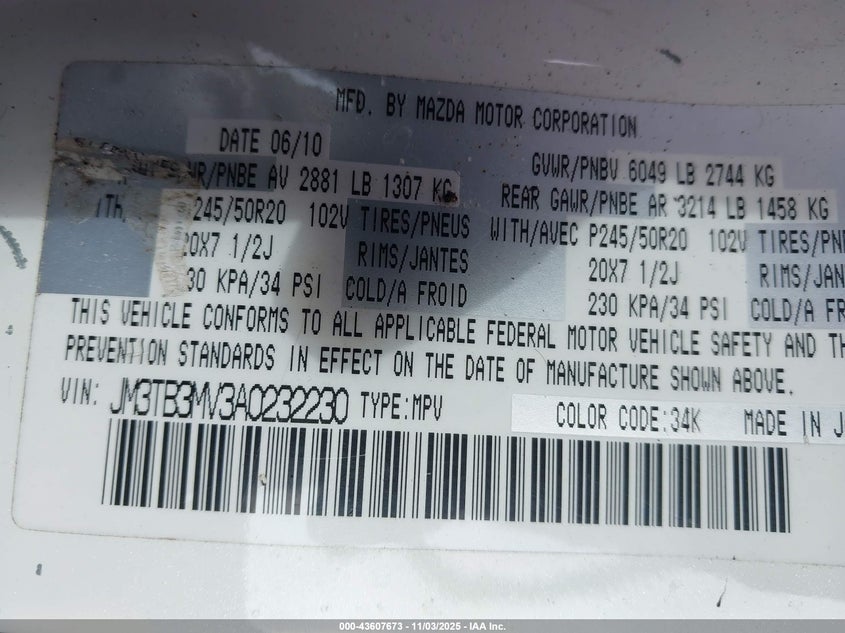 MFD. BY MAZDA MOTOR CORPORATION
DATE 06/10
GVWR/PNBV 6049 LB 2744 KG
WR/PNBE AV 2881 LB 1307 KG
REAR GAWR/PNBE AR 3214 LB 1458 KG
245/50R20 102V TIRES/PNEUS
WITH/AVEC P245/50R20 102V TIRES/PNE
20X7 1/2J RIMS/JANTES
20X7 1/2J RIMS/JANTE
30 KPA/34 PSI COLD/A FROID
230 KPA/34 PSI COLD/A FR
THIS VEHICLE CONFORMS TO ALL APPLICABLE FEDERAL MOTOR VEHICLE SAFETY AND TH
PREVENTION STANDARDS IN EFFECT ON THE DATE OF MANUFACTURE SHOWN ABOVE.
VIN: JM3TB3MV3A0232230 TYPE:MPV
COLOR CODE:34K MADE IN J
000-43607673 - 11/03/2025 - IAA Inc.